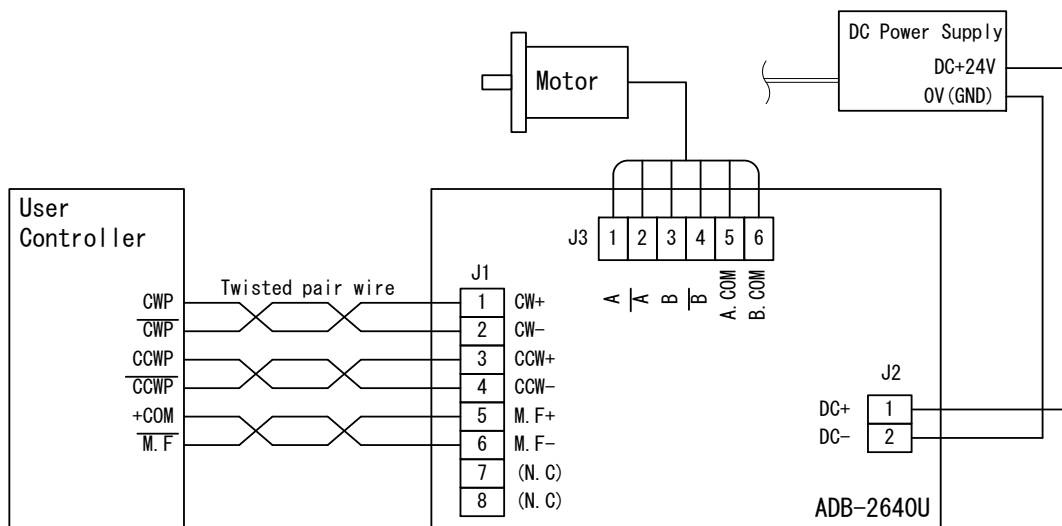 DC Power Supply
DC+24V
0V(GND)
Motor
User
Controller
J3 1 2 3 4 5 6
A
A̅
B
B̅
A.COM
B.COM
Twisted pair wire
J1
CWP 1 CW+
C̅W̅P̅ 2 CW-
CCWP 3 CCW+
C̅C̅W̅P̅ 4 CCW-
+COM 5 M.F+
M̅.̅F̅ 6 M.F-
7 (N.C)
8 (N.C)
J2
DC+ 1
DC- 2
ADB-2640U